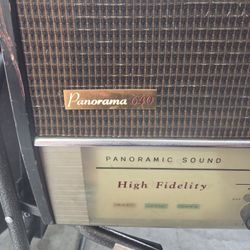 Panorama 640
PANORAMIC SOUND
High Fidelity